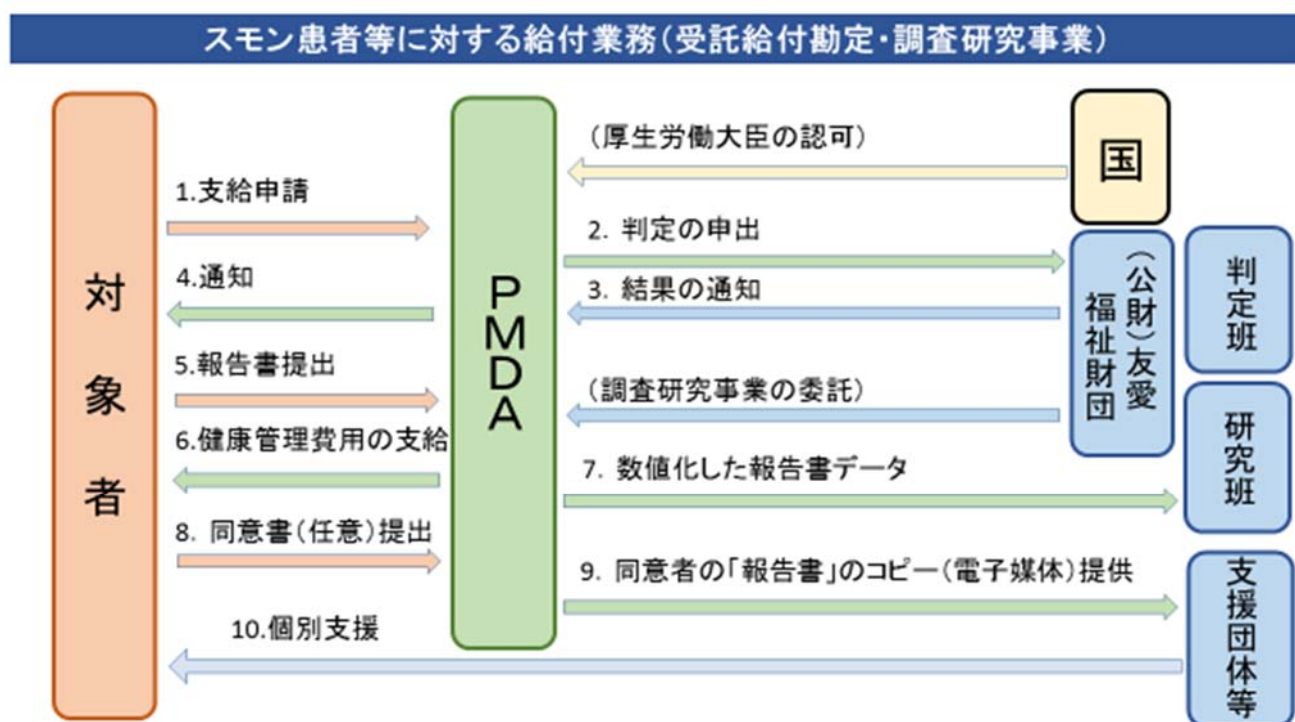 スモン患者等に対する給付業務(受託給付勘定・調査研究事業)
対象者
PMDA
国
(厚生労働大臣の認可)
1.支給申請
2. 判定の申出
4.通知
3. 結果の通知
(公財)友愛
福祉財団
判定班
5.報告書提出
(調査研究事業の委託)
6.健康管理費用の支給
7. 数値化した報告書データ
研究班
8. 同意書(任意)提出
9. 同意者の「報告書」のコピー(電子媒体)提供
支援団体等
10.個別支援